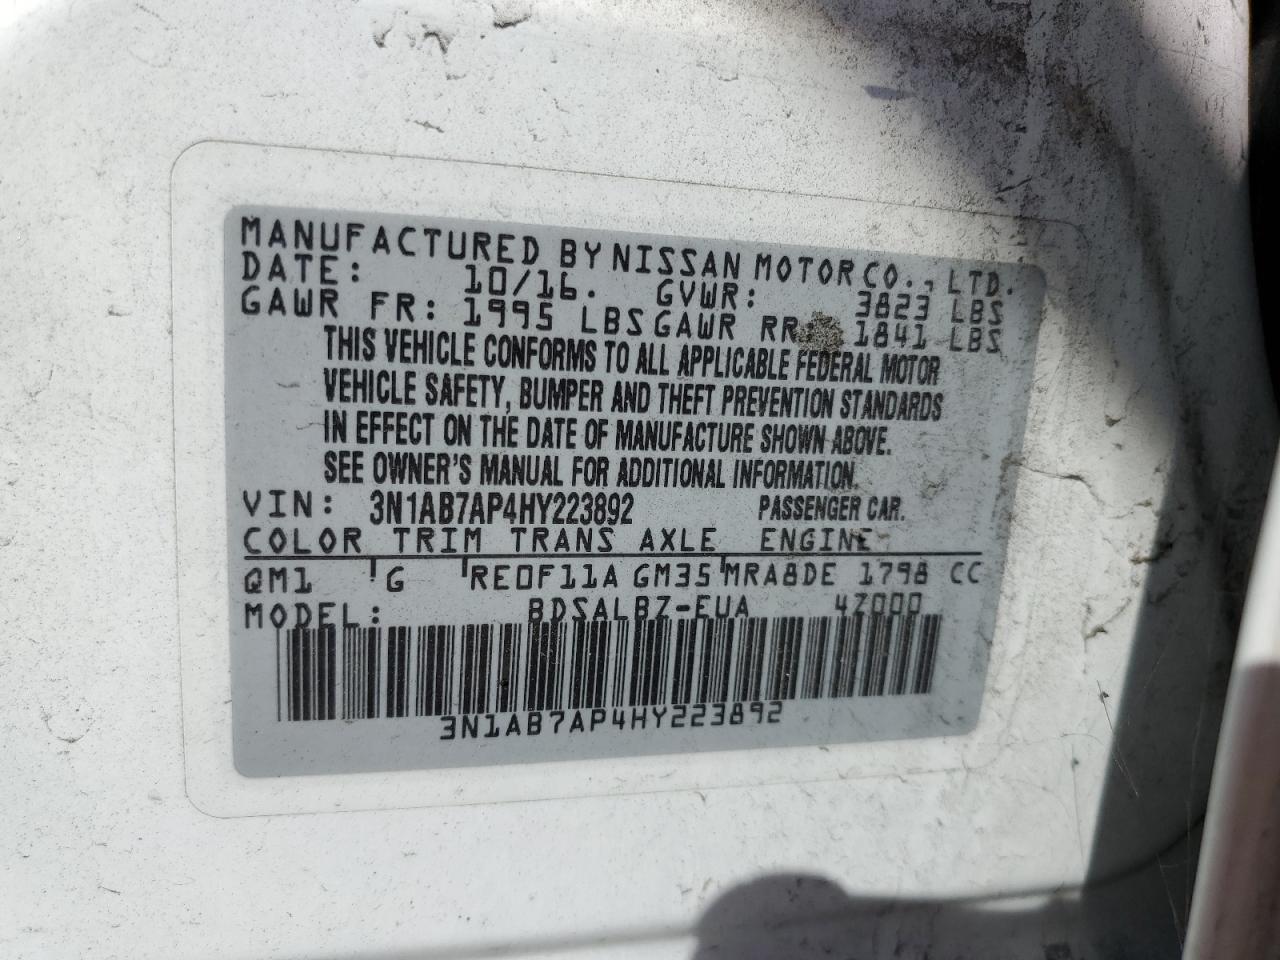 MANUFACTURED BY NISSAN MOTOR CO., LTD.
DATE: 10/16. GVWR: 3823 LBS
GAWR FR: 1995 LBS GAWR RR: 1841 LBS
THIS VEHICLE CONFORMS TO ALL APPLICABLE FEDERAL MOTOR
VEHICLE SAFETY, BUMPER AND THEFT PREVENTION STANDARDS
IN EFFECT ON THE DATE OF MANUFACTURE SHOWN ABOVE.
SEE OWNER'S MANUAL FOR ADDITIONAL INFORMATION.
VIN: 3N1AB7AP4HY223892 PASSENGER CAR.
COLOR TRIM TRANS AXLE ENGINE
QM1 G RE0F11A GM35 MRA8DE 1798 CC
MODEL: BDSALBZ-EUA 4Z000
3N1AB7AP4HY223892